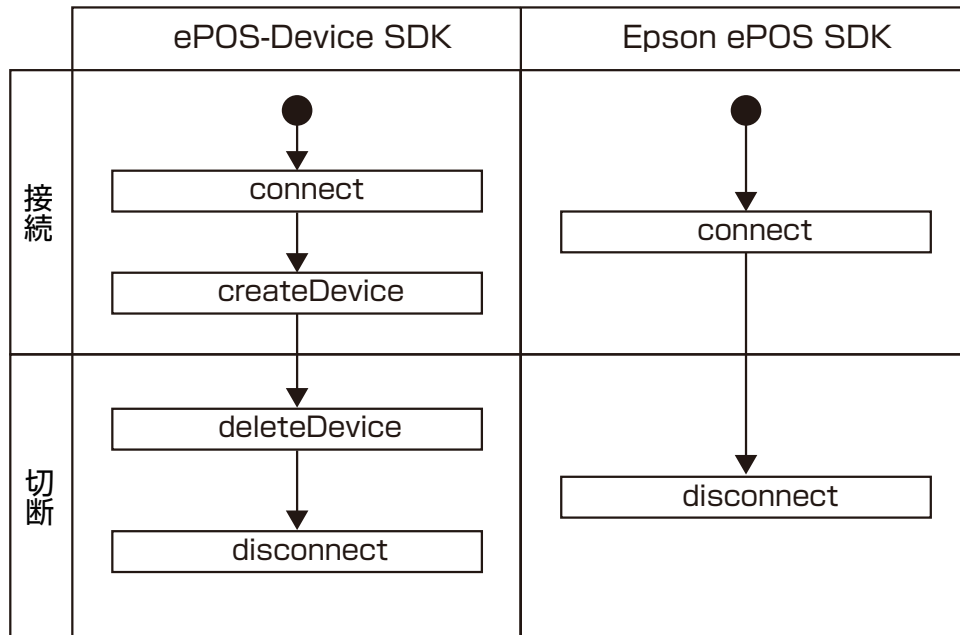 ePOS-Device SDK
Epson ePOS SDK
接続
connect
createDevice
connect
切断
deleteDevice
disconnect
disconnect